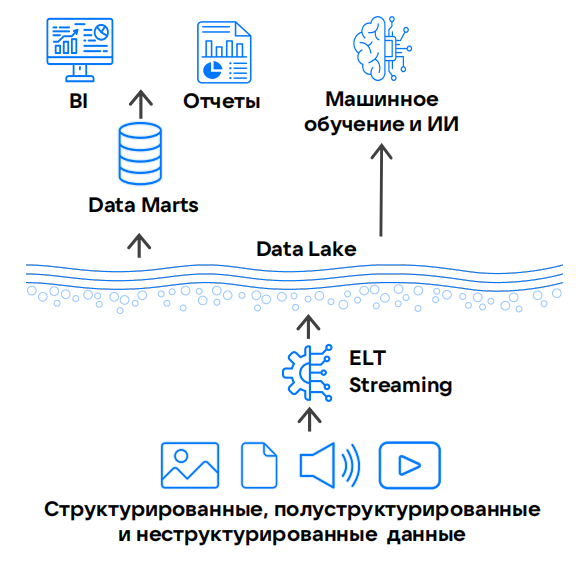 BI
Отчеты
Машинное
обучение и ИИ
Data Marts
Data Lake
ELT
Streaming
Структурированные, полуструктурированные
и неструктурированные данные